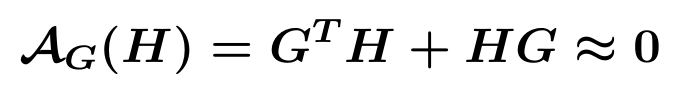 𝓐_G(H) = G^T H + HG ≈ 0